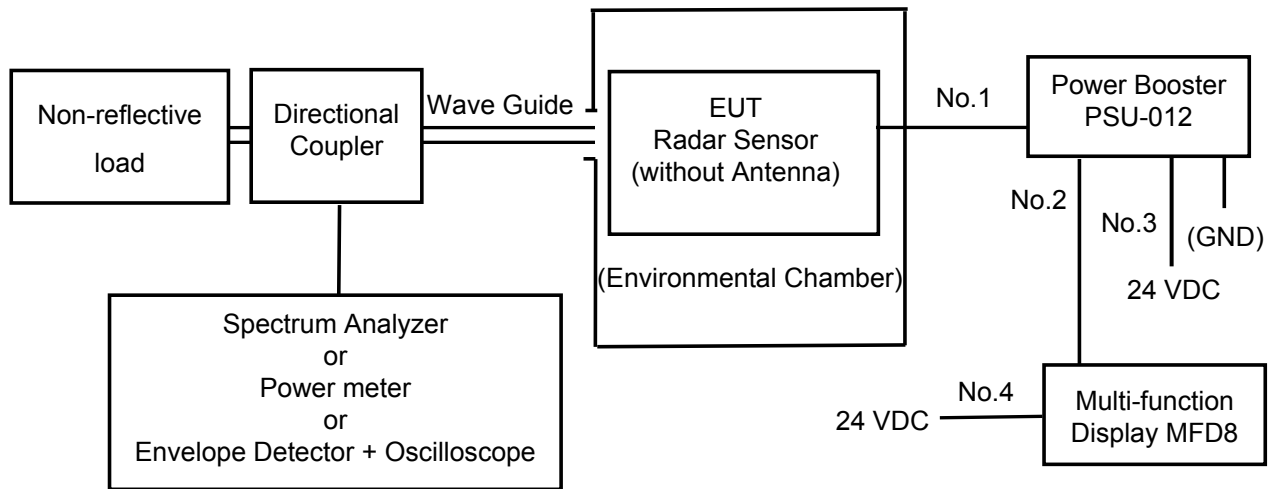 Non-reflective
load
Directional
Coupler
Wave Guide
EUT
Radar Sensor
(without Antenna)
(Environmental Chamber)
No.1
Power Booster
PSU-012
No.2
No.3
(GND)
24 VDC
Spectrum Analyzer
or
Power meter
or
Envelope Detector + Oscilloscope
24 VDC
No.4
Multi-function
Display MFD8